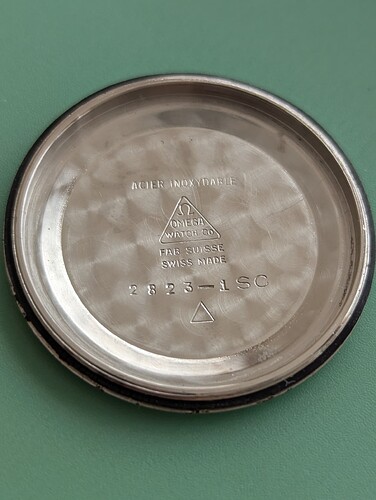 ACIER INOXYDABLE
Ω
OMEGA
WATCH Co
FAB. SUISSE
SWISS MADE
2823-1SC